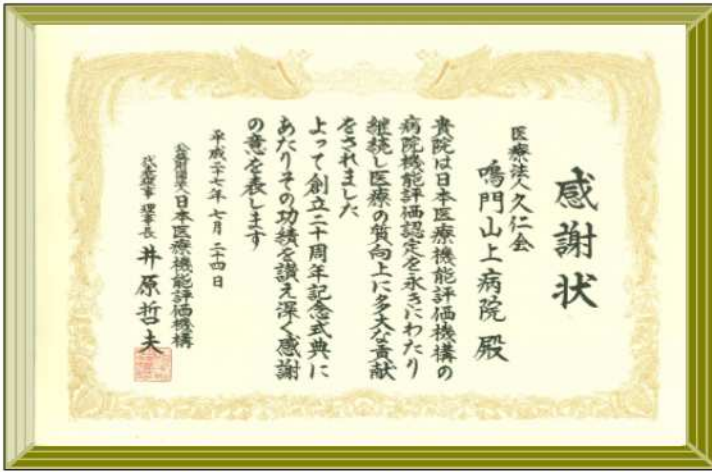 感謝状
医療法人久仁会
鳴門山上病院 殿
貴院は日本医療機能評価機構の
病院機能評価認定を永きにわたり
継続し医療の質向上に多大な貢献
をされました
よって創立二十周年記念式典に
あたりその功績を讃え深く感謝
の意を表します
平成二十七年七月二十四日
公益財団法人日本医療機能評価機構
代表理事 理事長 井原哲夫